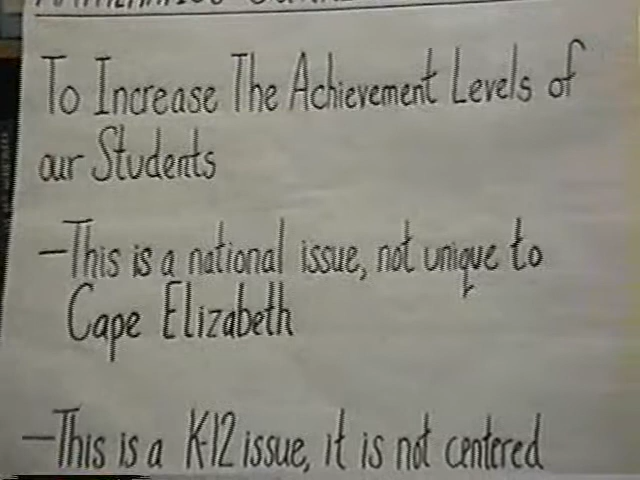 To Increase The Achievement Levels of
our Students
-This is a national issue, not unique to
Cape Elizabeth
-This is a K-12 issue, it is not centered